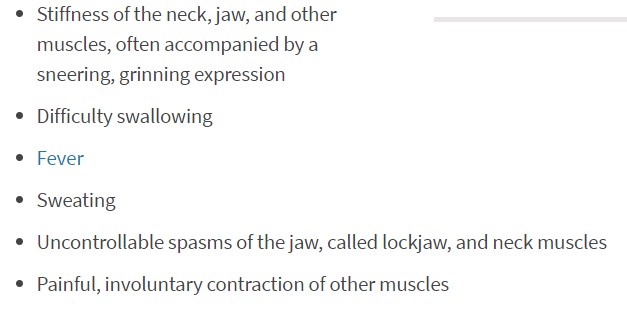 • Stiffness of the neck, jaw, and other
muscles, often accompanied by a
sneering, grinning expression
• Difficulty swallowing
• Fever
• Sweating
• Uncontrollable spasms of the jaw, called lockjaw, and neck muscles
• Painful, involuntary contraction of other muscles